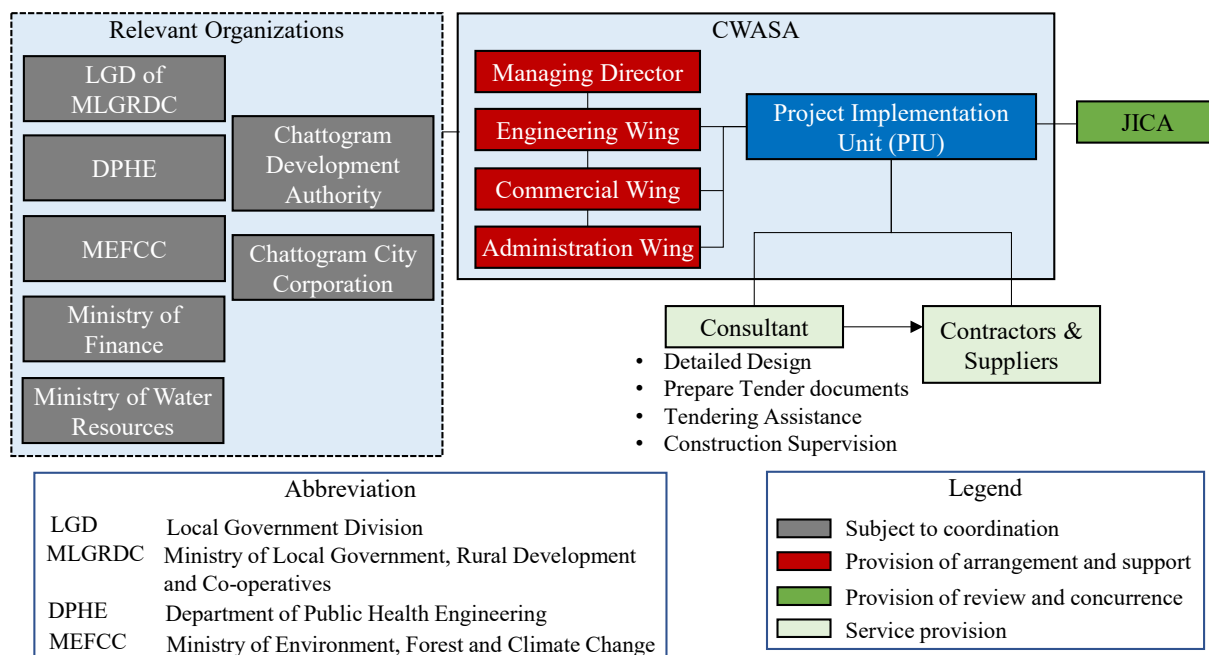 Relevant Organizations
LGD of
MLGRDC
DPHE
MEFCC
Ministry of
Finance
Ministry of Water
Resources
Chattogram
Development
Authority
Chattogram City
Corporation
CWASA
Managing Director
Engineering Wing
Commercial Wing
Administration Wing
Project Implementation
Unit (PIU)
JICA
Consultant
• Detailed Design
• Prepare Tender documents
• Tendering Assistance
• Construction Supervision
Contractors &
Suppliers
Abbreviation
LGD Local Government Division
MLGRDC Ministry of Local Government, Rural Development
and Co-operatives
DPHE Department of Public Health Engineering
MEFCC Ministry of Environment, Forest and Climate Change
Legend
Subject to coordination
Provision of arrangement and support
Provision of review and concurrence
Service provision